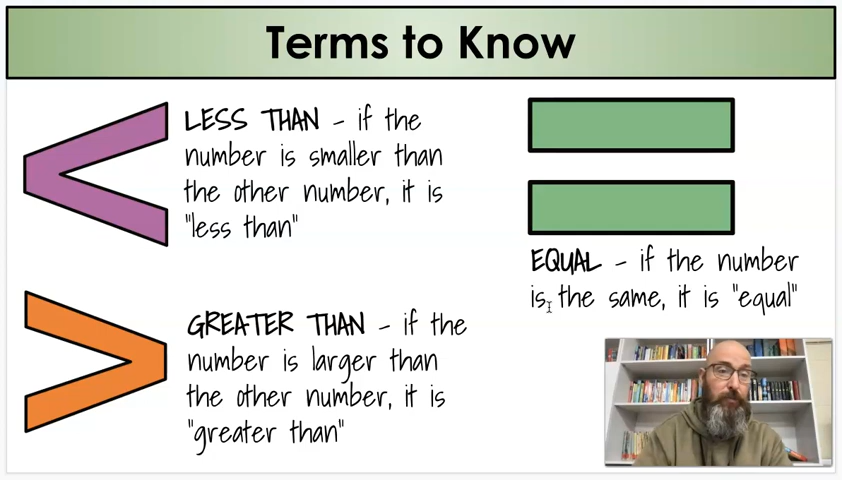 Terms to Know
LESS THAN - if the
number is smaller than
the other number, it is
"less than"
GREATER THAN - if the
number is larger than
the other number, it is
"greater than"
EQUAL - if the number
is the same, it is "equal"